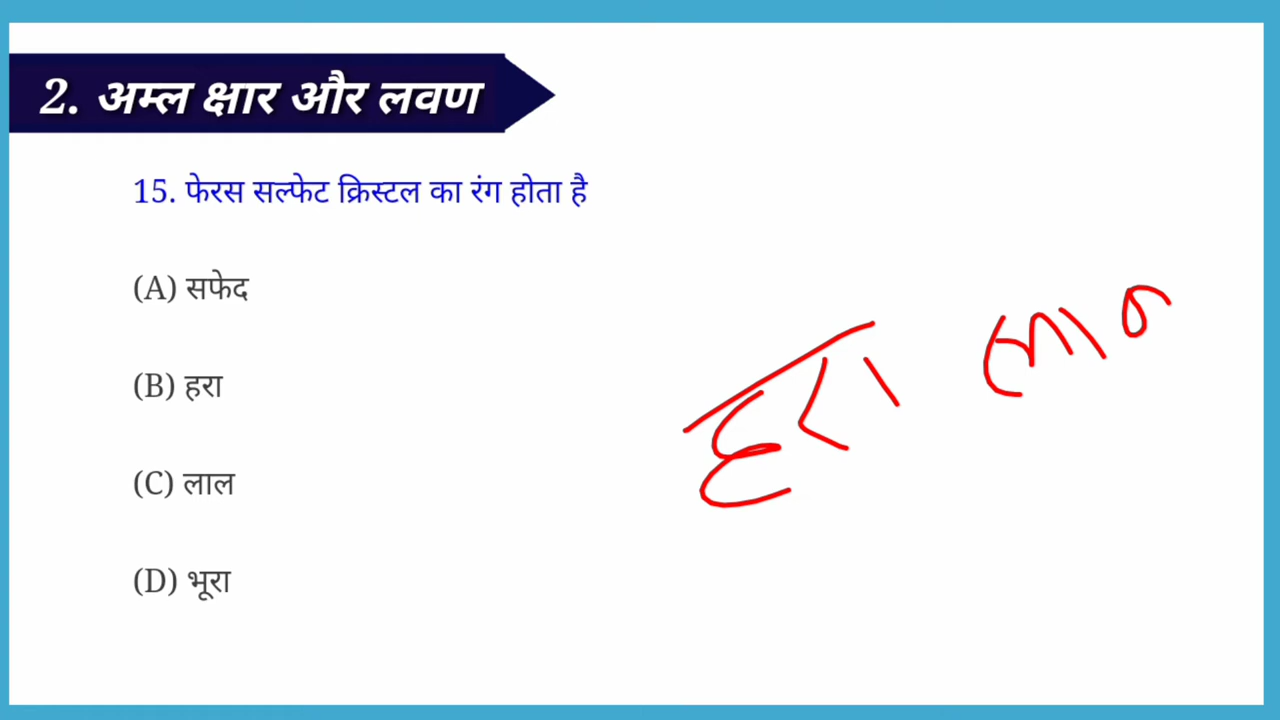 2. अम्ल क्षार और लवण
15. फेरस सल्फेट क्रिस्टल का रंग होता है
(A) सफेद
(B) हरा
(C) लाल
(D) भूरा
हरा